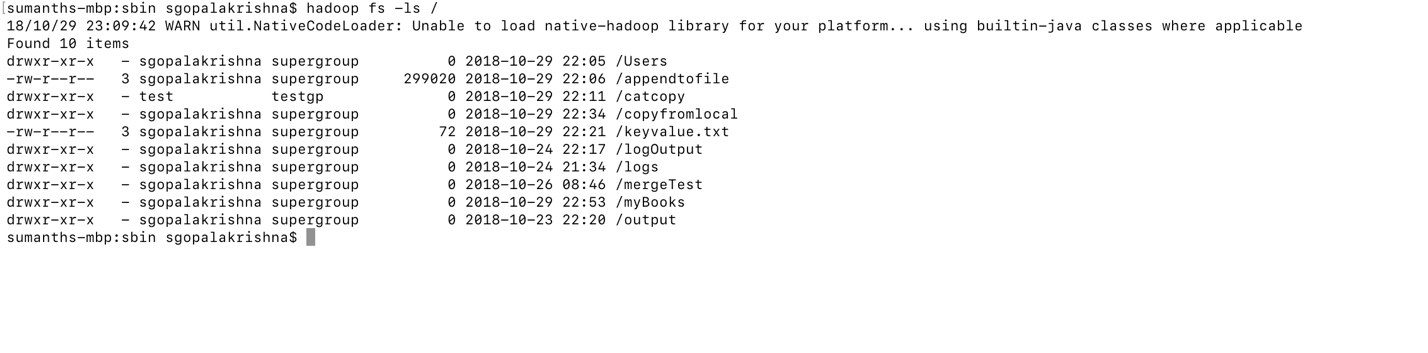 [sumanths-mbp:sbin sgopalakrishna$ hadoop fs -ls /
18/10/29 23:09:42 WARN util.NativeCodeLoader: Unable to load native-hadoop library for your platform... using builtin-java classes where applicable
Found 10 items
drwxr-xr-x   - sgopalakrishna supergroup          0 2018-10-29 22:05 /Users
-rw-r--r--   3 sgopalakrishna supergroup     299020 2018-10-29 22:06 /appendtofile
drwxr-xr-x   - test           testgp              0 2018-10-29 22:11 /catcopy
drwxr-xr-x   - sgopalakrishna supergroup          0 2018-10-29 22:34 /copyfromlocal
-rw-r--r--   3 sgopalakrishna supergroup         72 2018-10-29 22:21 /keyvalue.txt
drwxr-xr-x   - sgopalakrishna supergroup          0 2018-10-24 22:17 /logOutput
drwxr-xr-x   - sgopalakrishna supergroup          0 2018-10-24 21:34 /logs
drwxr-xr-x   - sgopalakrishna supergroup          0 2018-10-26 08:46 /mergeTest
drwxr-xr-x   - sgopalakrishna supergroup          0 2018-10-29 22:53 /myBooks
drwxr-xr-x   - sgopalakrishna supergroup          0 2018-10-23 22:20 /output
sumanths-mbp:sbin sgopalakrishna$